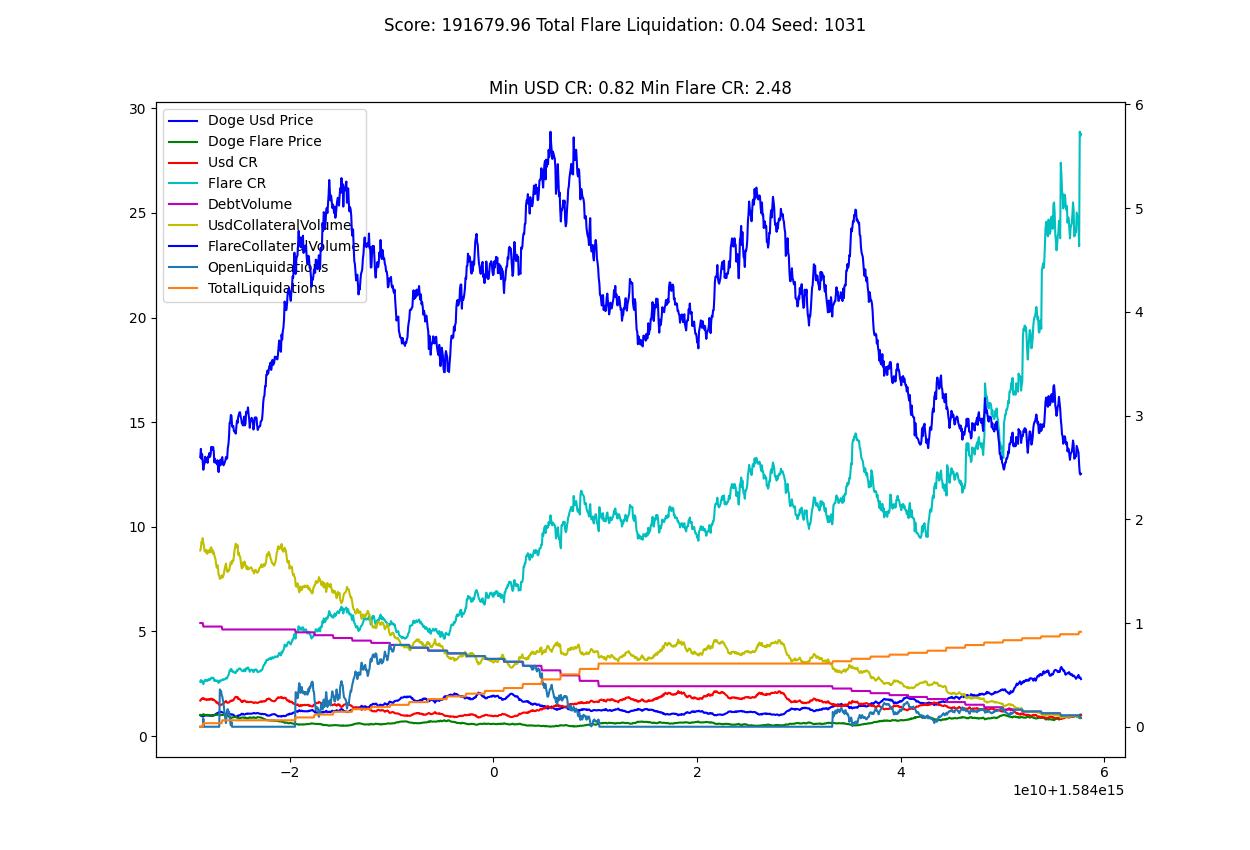 Score: 191679.96 Total Flare Liquidation: 0.04 Seed: 1031
Min USD CR: 0.82 Min Flare CR: 2.48
Doge Usd Price
Doge Flare Price
Usd CR
Flare CR
DebtVolume
UsdCollateralVolume
FlareCollateralVolume
OpenLiquidations
TotalLiquidations
30
25
20
15
10
5
0
6
5
4
3
2
1
0
−2
0
2
4
6
1e10+1.584e15